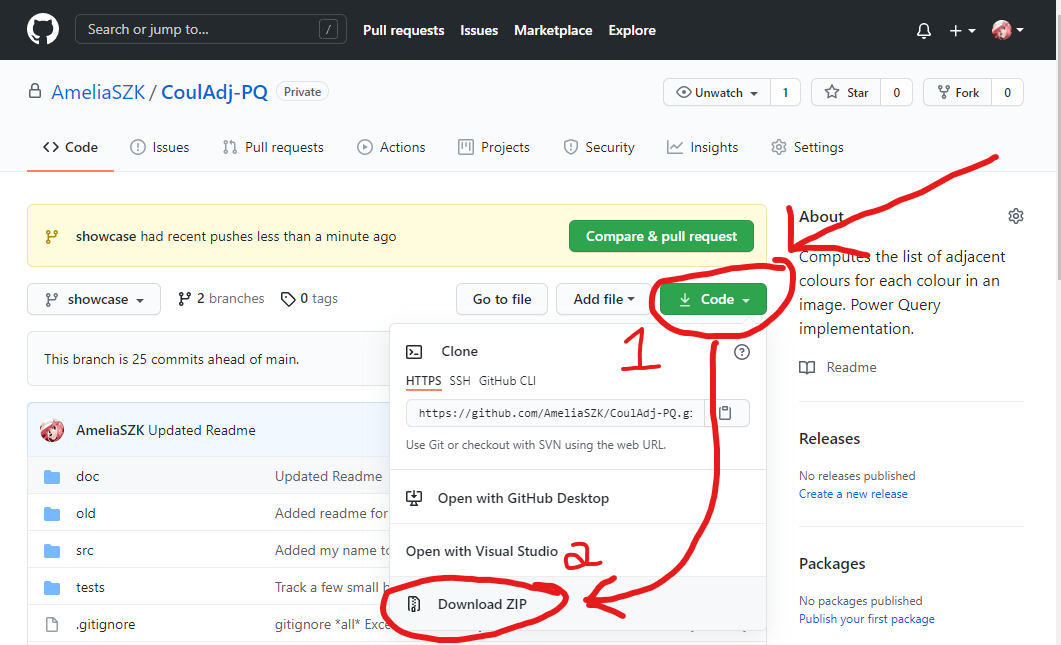 Search or jump to... /
Pull requests Issues Marketplace Explore
AmeliaSZK / CoulAdj-PQ Private
Unwatch 1 Star 0 Fork 0
Code Issues Pull requests Actions Projects Security Insights Settings
showcase had recent pushes less than a minute ago
Compare & pull request
showcase 2 branches 0 tags
Go to file Add file Code
1
This branch is 25 commits ahead of main.
Clone
HTTPS SSH GitHub CLI
https://github.com/AmeliaSZK/CoulAdj-PQ.g
Use Git or checkout with SVN using the web URL.
Open with GitHub Desktop
Open with Visual Studio
2
Download ZIP
AmeliaSZK Updated Readme
doc Updated Readme
old Added readme for
src Added my name to
tests Track a few small
.gitignore gitignore *all* Exce
About
Computes the list of adjacent
colours for each colour in an
image. Power Query
implementation.
Readme
Releases
No releases published
Create a new release
Packages
No packages published
Publish your first package